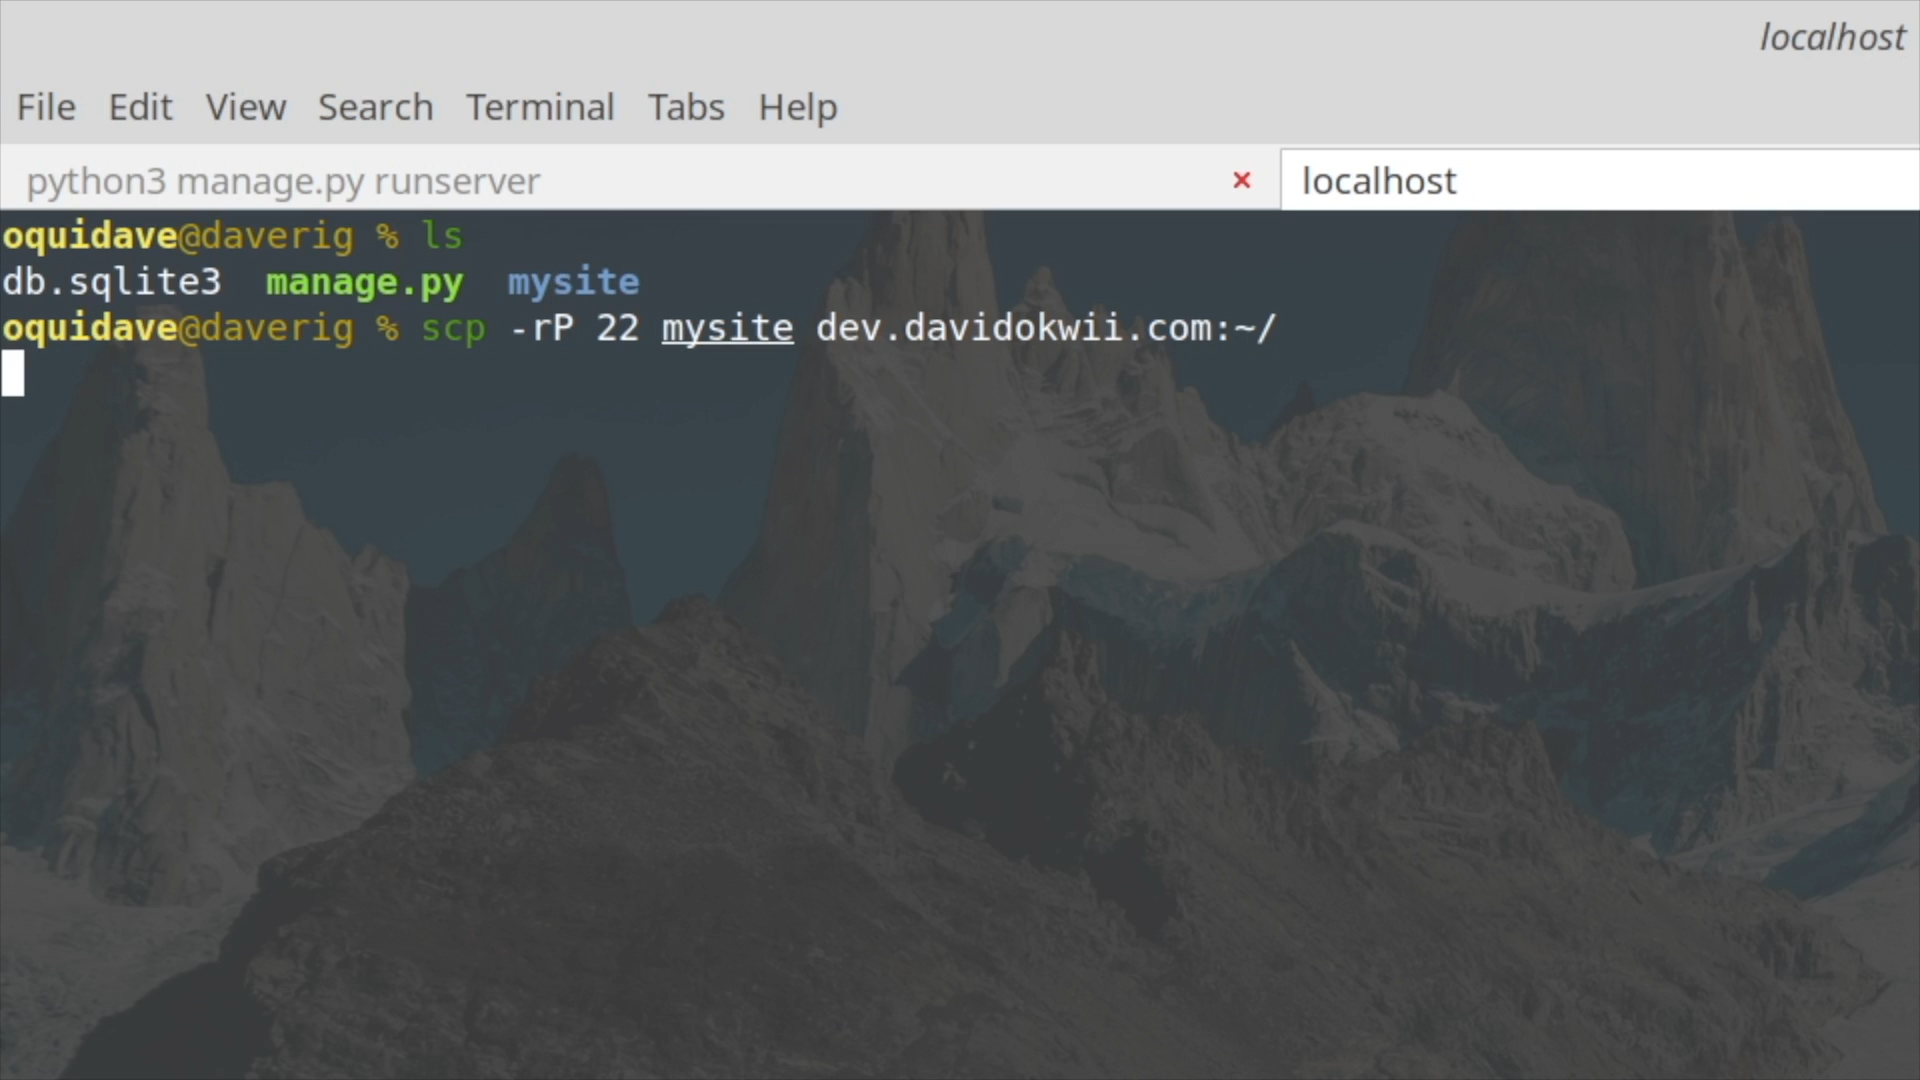 localhost
File Edit View Search Terminal Tabs Help
python3 manage.py runserver × localhost
oquidave@daverig % ls
db.sqlite3 manage.py mysite
oquidave@daverig % scp -rP 22 mysite dev.davidokwii.com:~/